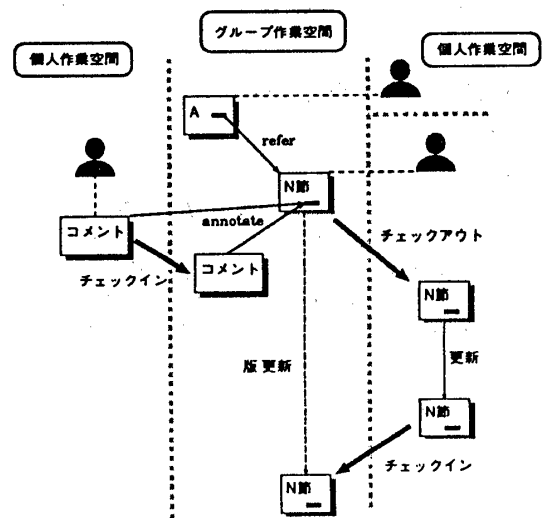 グループ作業空間
個人作業空間
個人作業空間
A
refer
N節
annotate
コメント
チェックアウト
チェックイン
コメント
N節
版 更新
更新
N節
チェックイン
N節